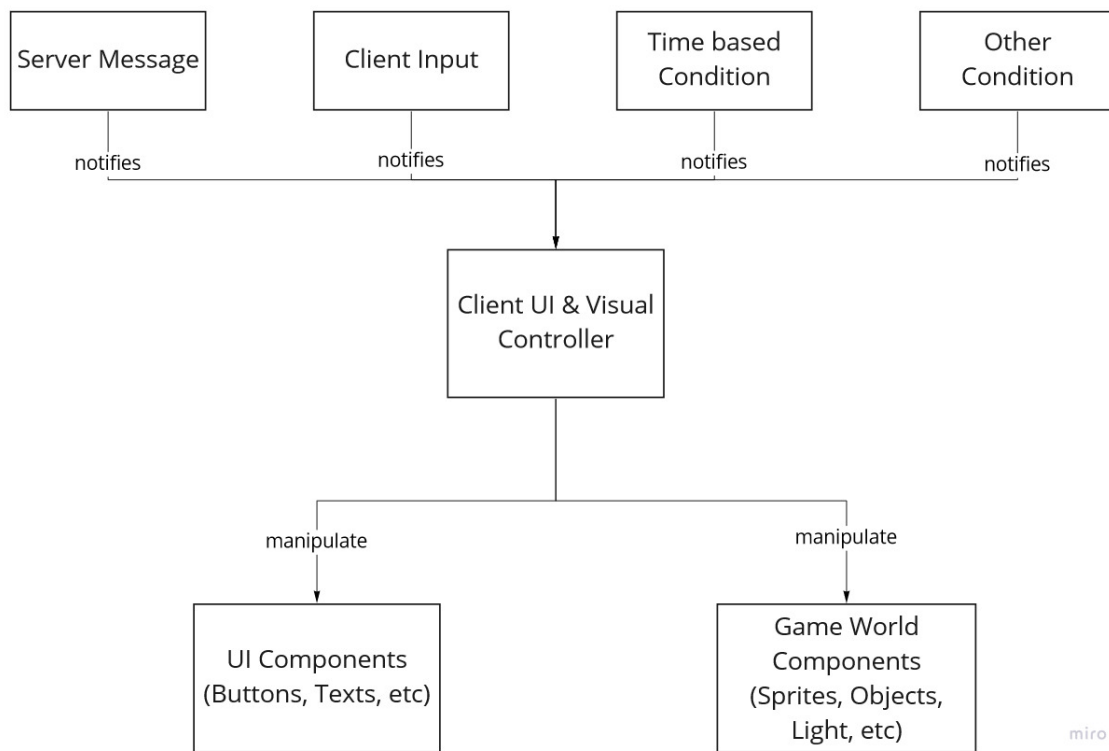 Server Message
Client Input
Time based
Condition
Other
Condition
notifies
notifies
notifies
notifies
Client UI & Visual
Controller
manipulate
manipulate
UI Components
(Buttons, Texts, etc)
Game World
Components
(Sprites, Objects,
Light, etc)
miro